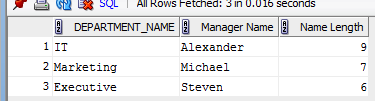 SQL | All Rows Fetched: 3 in 0.016 seconds
DEPARTMENT_NAME Manager Name Name Length
1 IT Alexander 9
2 Marketing Michael 7
3 Executive Steven 6